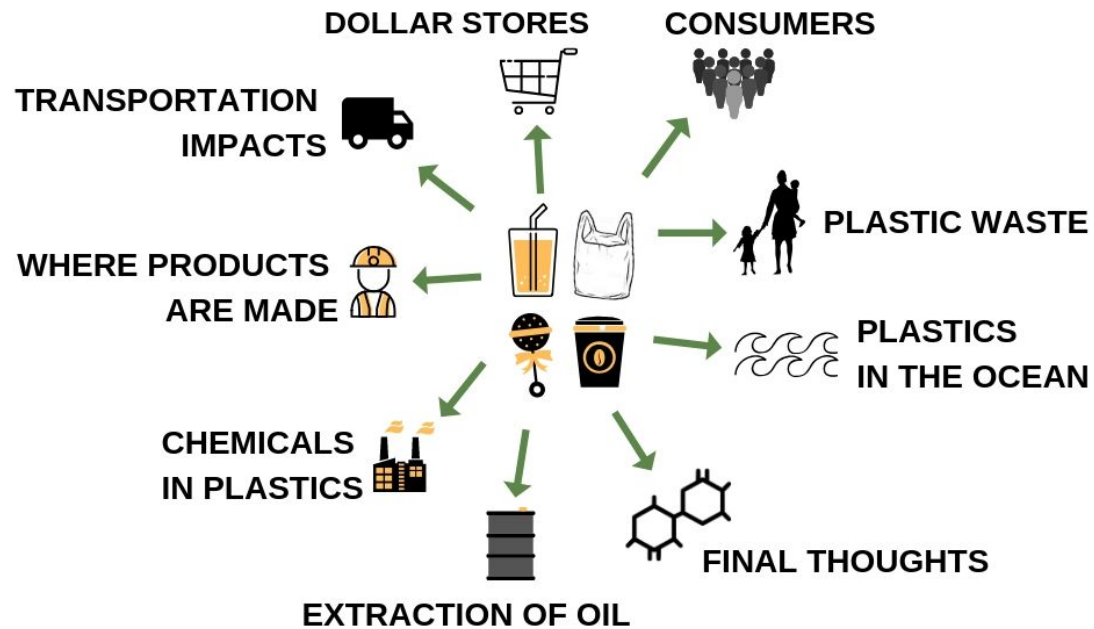 DOLLAR STORES
CONSUMERS
TRANSPORTATION
IMPACTS
PLASTIC WASTE
WHERE PRODUCTS
ARE MADE
PLASTICS
IN THE OCEAN
CHEMICALS
IN PLASTICS
FINAL THOUGHTS
EXTRACTION OF OIL